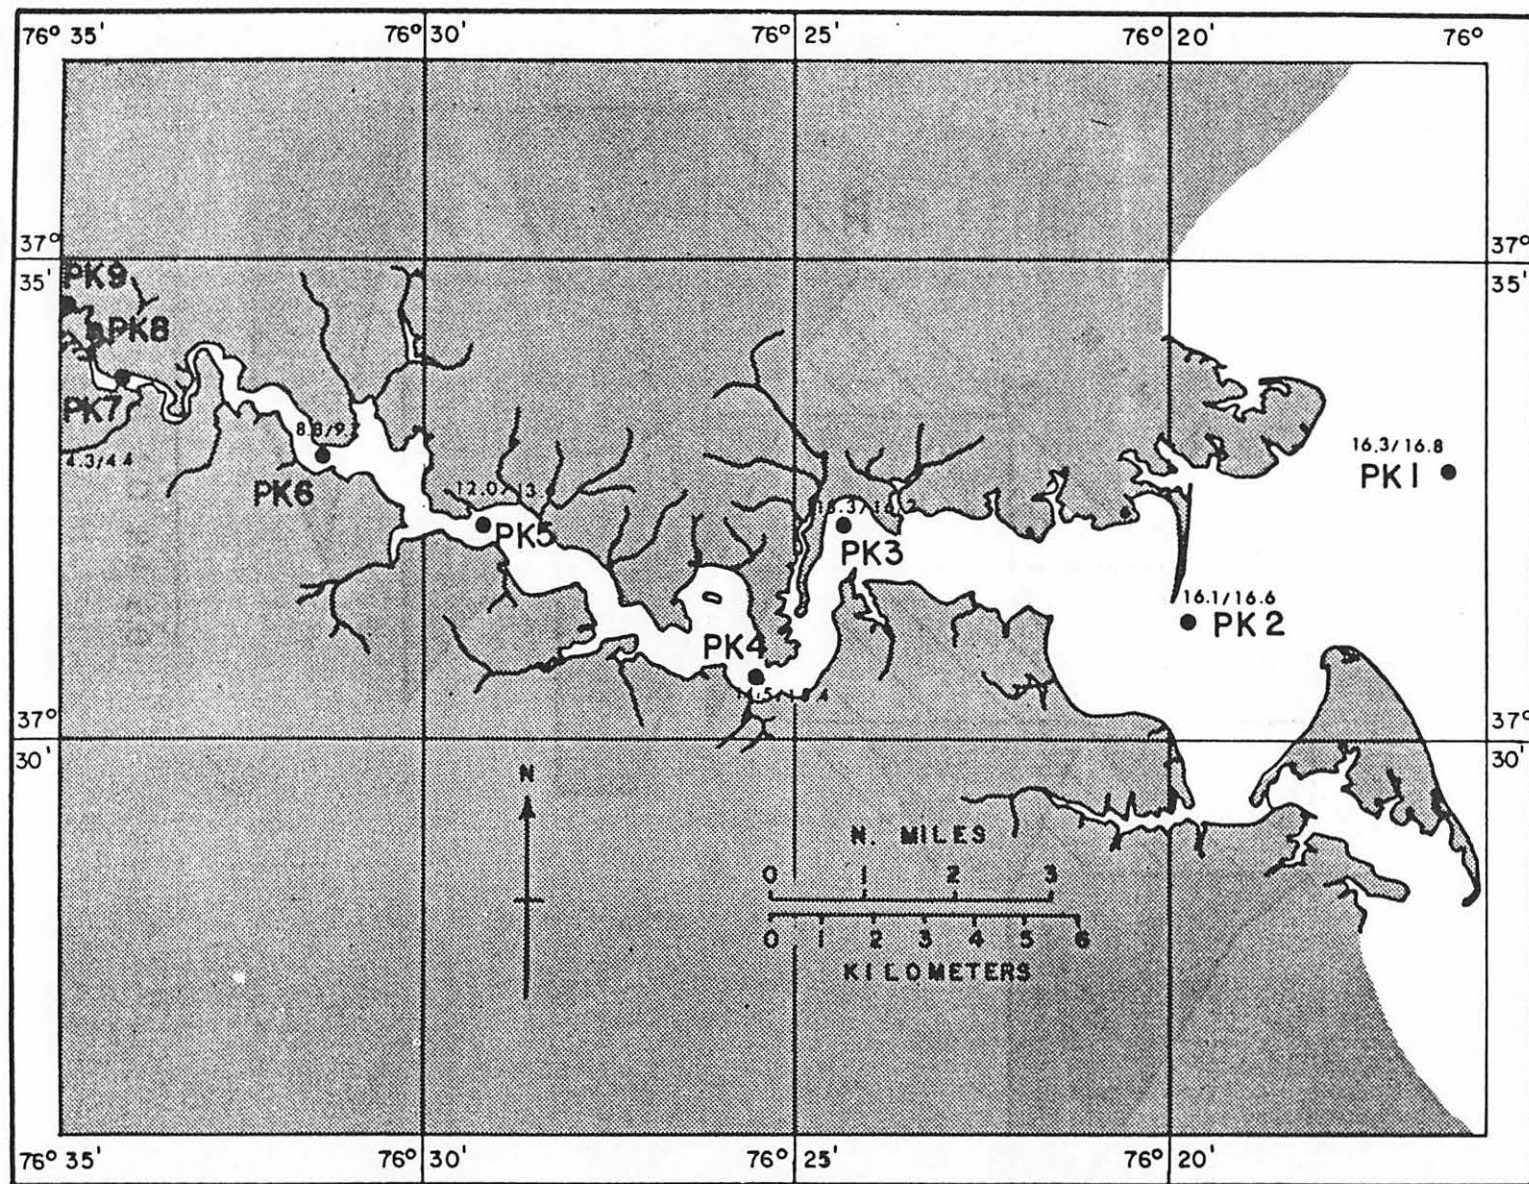 76° 35' 76° 30' 76° 25' 76° 20' 76°
37° 37°
35' 35'
PK9
PK8
PK7
4.3/4.4
PK6
12.0/13.
PK5
PK4
PK3
16.3/16.8
PK1
16.1/16.6
PK2
37° 37°
30' 30'
N
N. MILES
0 1 2 3
0 1 2 3 4 5 6
KILOMETERS
76° 35' 76° 30' 76° 25' 76° 20'